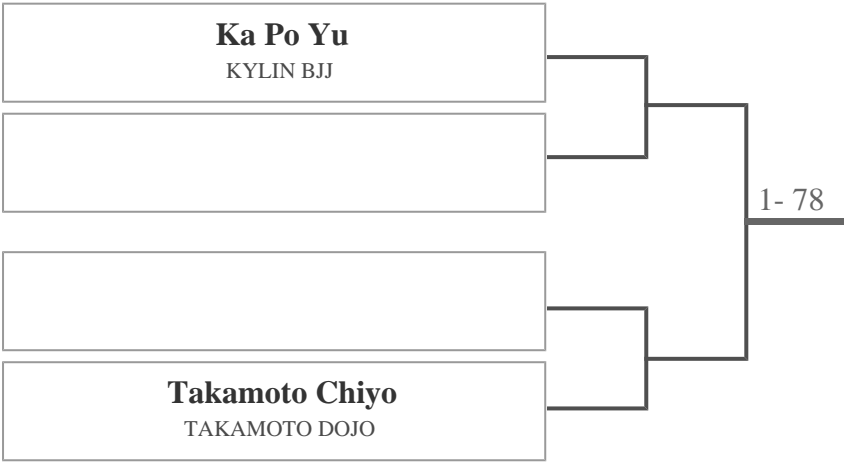 Ka Po Yu
KYLIN BJJ
1- 78
Takamoto Chiyo
TAKAMOTO DOJO